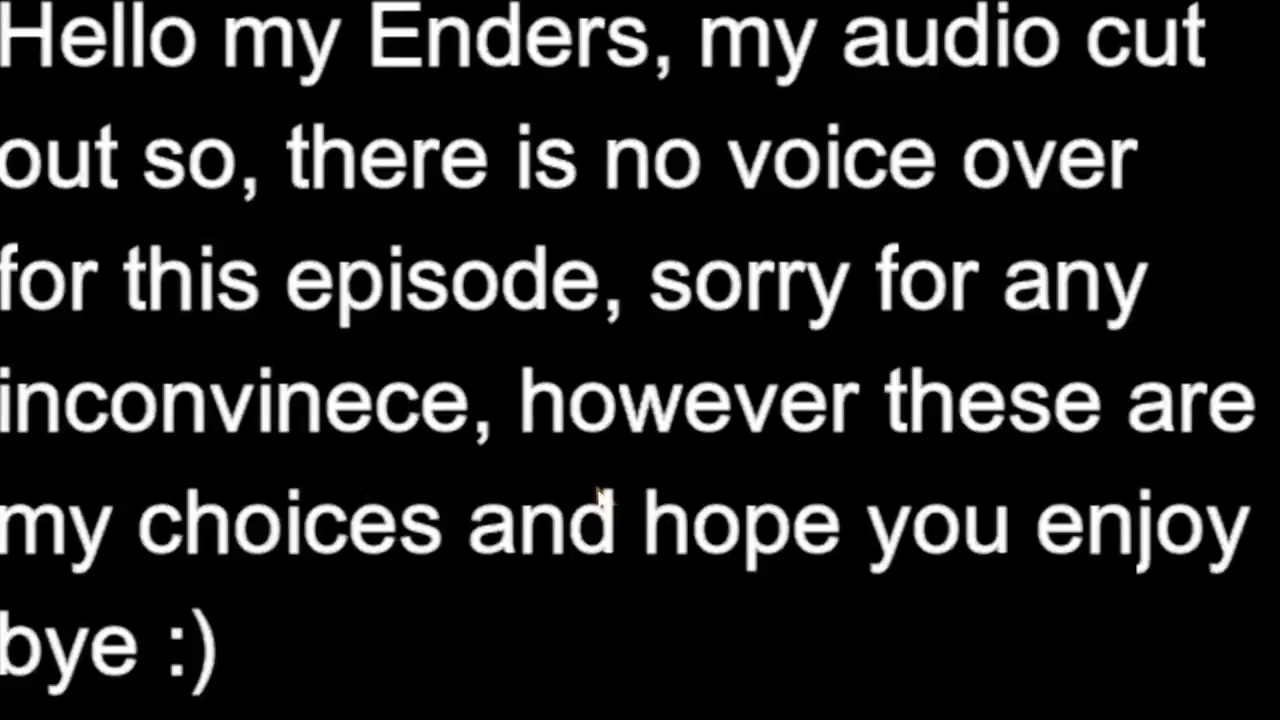 Hello my Enders, my audio cut
out so, there is no voice over
for this episode, sorry for any
inconvinece, however these are
my choices and hope you enjoy
bye :)